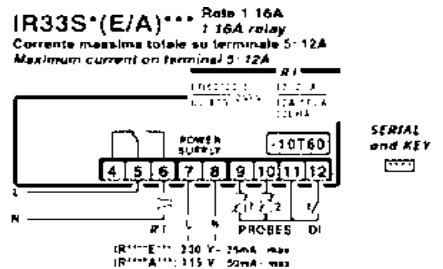 IR33S*(E/A)*** Rele 1 16A
1 16A relay
Corrente massima totale su terminale 5: 12A
Maximum current on terminal 5: 12A
R1
POWER SUPPLY
-10T60
SERIAL and KEY
4 5 6 7 8 9 10 11 12
L
N
R1 L N PROBES DI
IR****E***: 230 V~ 25mA~ max
IR****A***: 115 V~ 50mA~ max